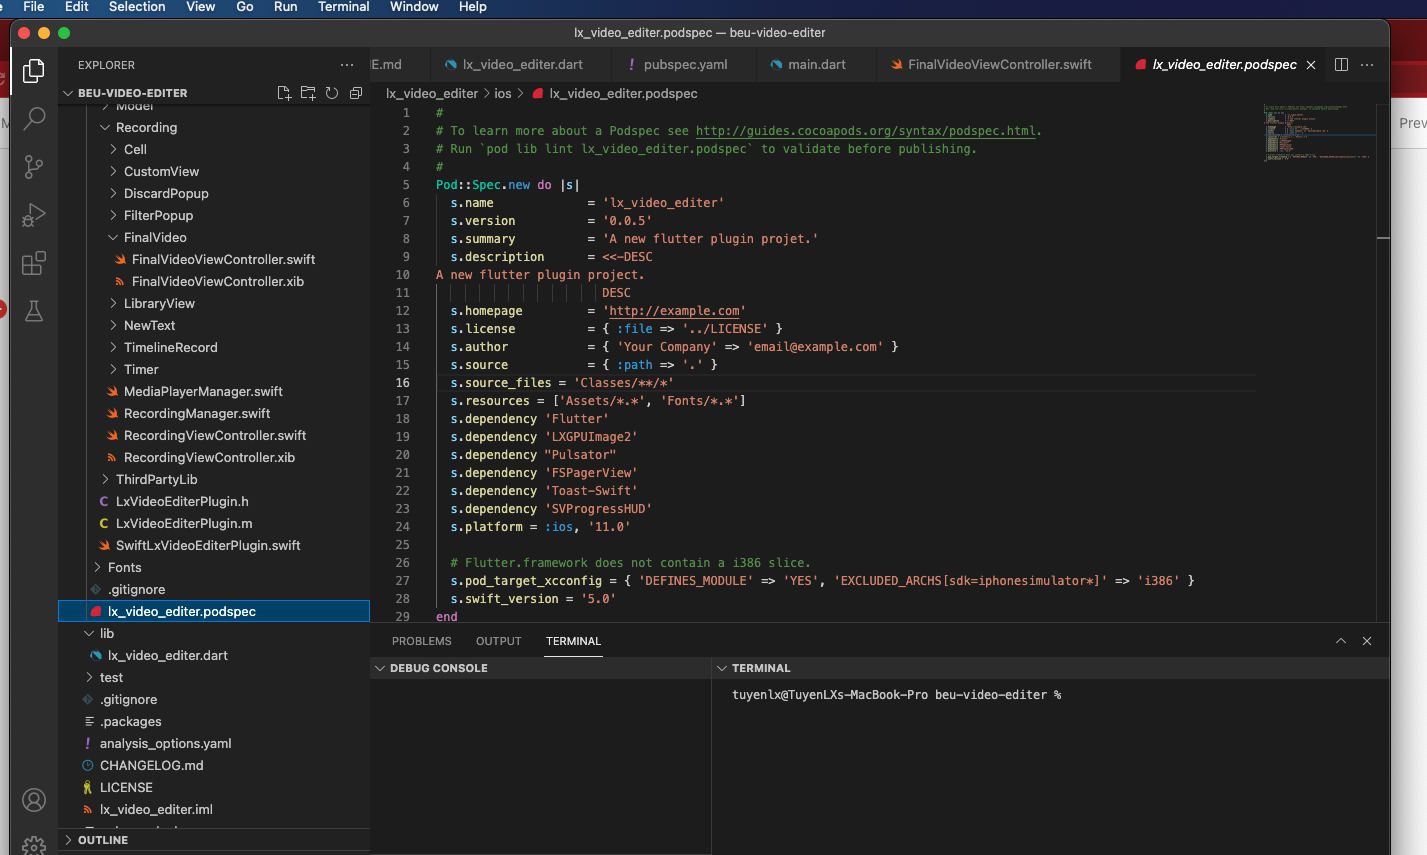 File Edit Selection View Go Run Terminal Window Help
lx_video_editer.podspec — beu-video-editer
EXPLORER
E.md
lx_video_editer.dart
pubspec.yaml
main.dart
FinalVideoViewController.swift
lx_video_editer.podspec
BEU-VIDEO-EDITER
lx_video_editer > ios > lx_video_editer.podspec
Prev
Model
Recording
Cell
CustomView
DiscardPopup
FilterPopup
FinalVideo
FinalVideoViewController.swift
FinalVideoViewController.xib
LibraryView
NewText
TimelineRecord
Timer
MediaPlayerManager.swift
RecordingManager.swift
RecordingViewController.swift
RecordingViewController.xib
ThirdPartyLib
C LxVideoEditerPlugin.h
C LxVideoEditerPlugin.m
SwiftLxVideoEditerPlugin.swift
Fonts
.gitignore
lx_video_editer.podspec
lib
lx_video_editer.dart
test
.gitignore
.packages
! analysis_options.yaml
CHANGELOG.md
LICENSE
lx_video_editer.iml
OUTLINE
1 #
2 # To learn more about a Podspec see http://guides.cocoapods.org/syntax/podspec.html.
3 # Run `pod lib lint lx_video_editer.podspec` to validate before publishing.
4 #
5 Pod::Spec.new do |s|
6 s.name = 'lx_video_editer'
7 s.version = '0.0.5'
8 s.summary = 'A new flutter plugin projet.'
9 s.description = <<-DESC
10 A new flutter plugin project.
11 DESC
12 s.homepage = 'http://example.com'
13 s.license = { :file => '../LICENSE' }
14 s.author = { 'Your Company' => 'email@example.com' }
15 s.source = { :path => '.' }
16 s.source_files = 'Classes/**/*'
17 s.resources = ['Assets/*.*', 'Fonts/*.*']
18 s.dependency 'Flutter'
19 s.dependency 'LXGPUImage2'
20 s.dependency "Pulsator"
21 s.dependency 'FSPagerView'
22 s.dependency 'Toast-Swift'
23 s.dependency 'SVProgressHUD'
24 s.platform = :ios, '11.0'
25
26 # Flutter.framework does not contain a i386 slice.
27 s.pod_target_xcconfig = { 'DEFINES_MODULE' => 'YES', 'EXCLUDED_ARCHS[sdk=iphonesimulator*]' => 'i386' }
28 s.swift_version = '5.0'
29 end
PROBLEMS OUTPUT TERMINAL
DEBUG CONSOLE
TERMINAL
tuyenlx@TuyenLXs-MacBook-Pro beu-video-editer %